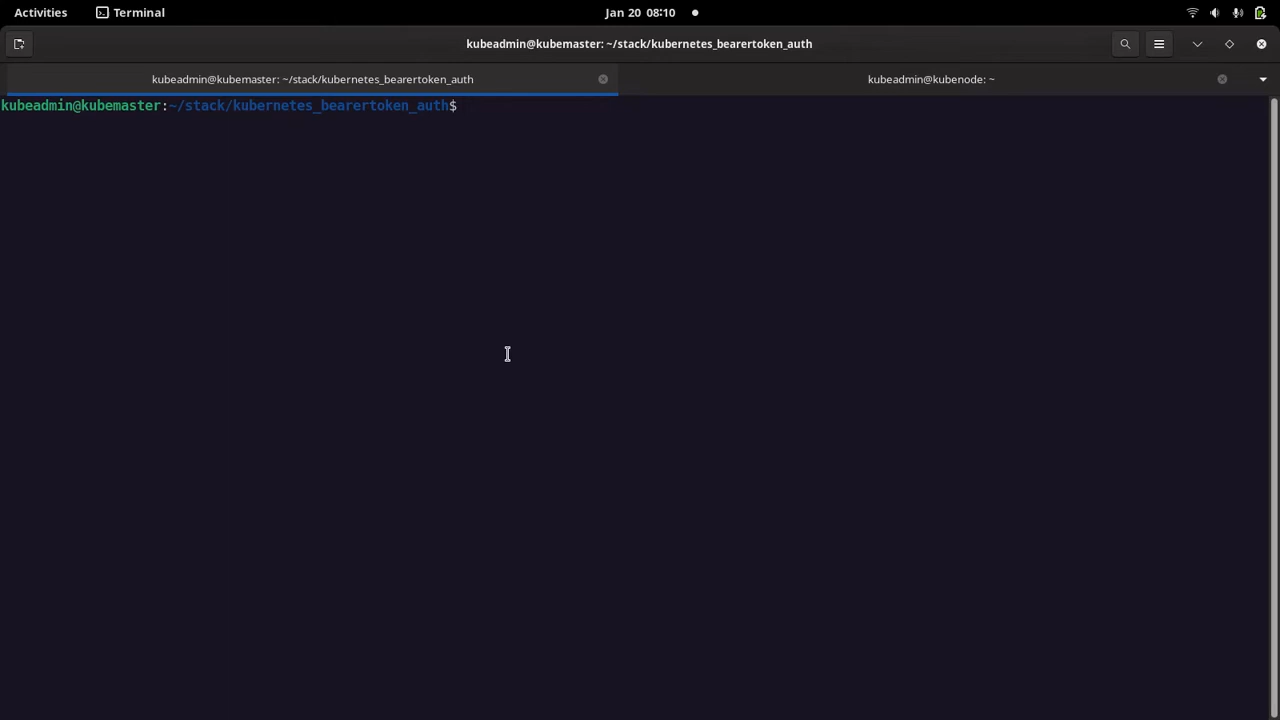 Activities
Terminal
Jan 20 08:10
kubeadmin@kubemaster: ~/stack/kubernetes_bearertoken_auth
kubeadmin@kubemaster: ~/stack/kubernetes_bearertoken_auth
kubeadmin@kubenode: ~
kubeadmin@kubemaster:~/stack/kubernetes_bearertoken_auth$